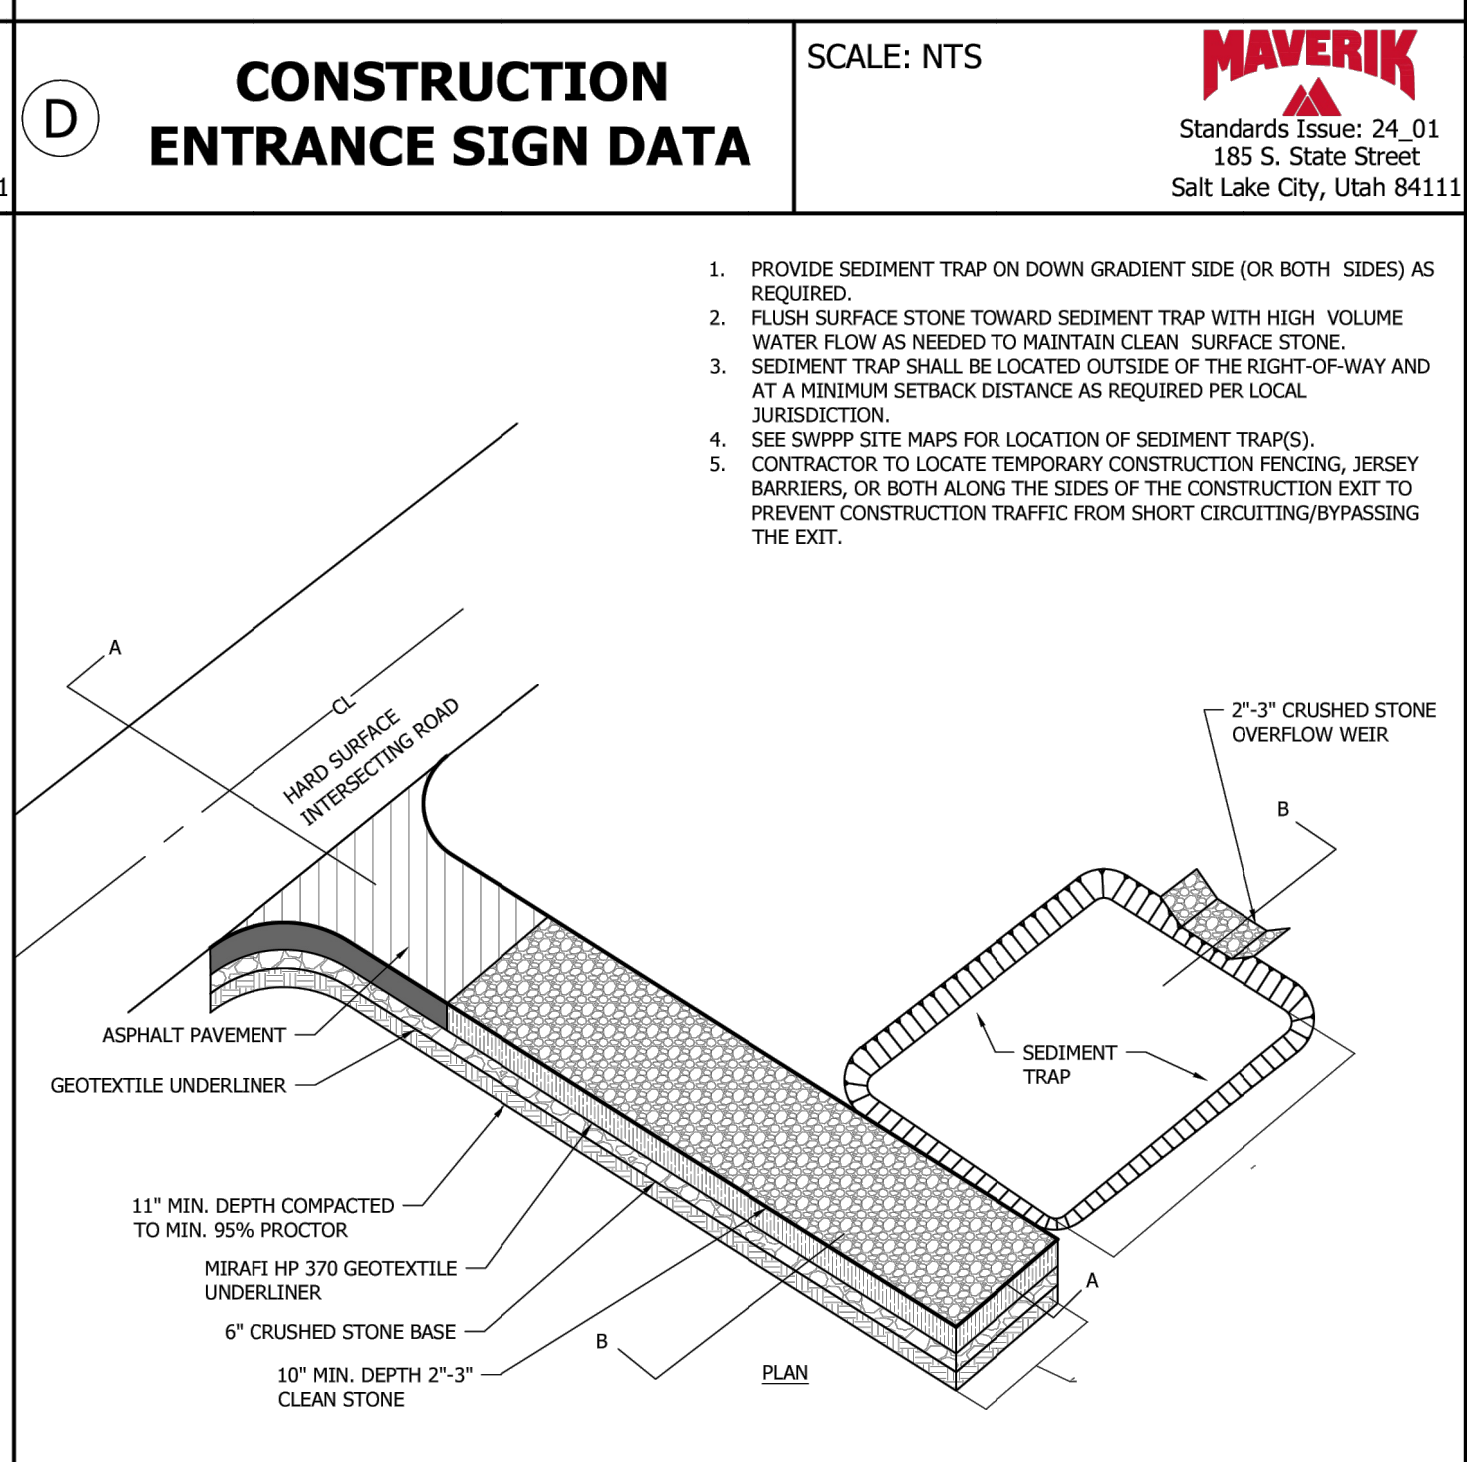 D
CONSTRUCTION
ENTRANCE SIGN DATA
SCALE: NTS
MAVERIK
Standards Issue: 24_01
185 S. State Street
Salt Lake City, Utah 84111
1
1. PROVIDE SEDIMENT TRAP ON DOWN GRADIENT SIDE (OR BOTH SIDES) AS
REQUIRED.
2. FLUSH SURFACE STONE TOWARD SEDIMENT TRAP WITH HIGH VOLUME
WATER FLOW AS NEEDED TO MAINTAIN CLEAN SURFACE STONE.
3. SEDIMENT TRAP SHALL BE LOCATED OUTSIDE OF THE RIGHT-OF-WAY AND
AT A MINIMUM SETBACK DISTANCE AS REQUIRED PER LOCAL
JURISDICTION.
4. SEE SWPPP SITE MAPS FOR LOCATION OF SEDIMENT TRAP(S).
5. CONTRACTOR TO LOCATE TEMPORARY CONSTRUCTION FENCING, JERSEY
BARRIERS, OR BOTH ALONG THE SIDES OF THE CONSTRUCTION EXIT TO
PREVENT CONSTRUCTION TRAFFIC FROM SHORT CIRCUITING/BYPASSING
THE EXIT.
A
CL
HARD SURFACE
INTERSECTING ROAD
2"-3" CRUSHED STONE
OVERFLOW WEIR
B
ASPHALT PAVEMENT
SEDIMENT
TRAP
GEOTEXTILE UNDERLINER
11" MIN. DEPTH COMPACTED
TO MIN. 95% PROCTOR
MIRAFI HP 370 GEOTEXTILE
UNDERLINER
A
6" CRUSHED STONE BASE
B
10" MIN. DEPTH 2"-3"
CLEAN STONE
PLAN